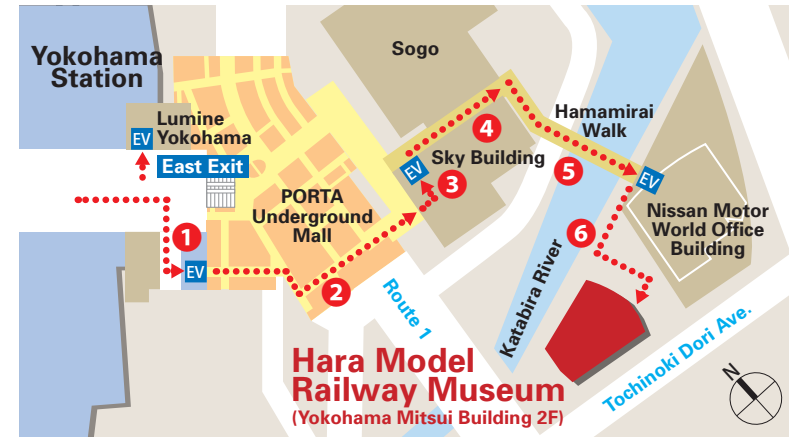 Yokohama
Station
Lumine
Yokohama
EV
East Exit
1
EV
PORTA
Underground
Mall
2
Sogo
4
EV
3
Sky Building
Hamamirai
Walk
5
EV
6
Nissan Motor
World Office
Building
Route 1
Katabira River
Tochinoki Dori Ave.
Hara Model
Railway Museum
(Yokohama Mitsui Building 2F)
N